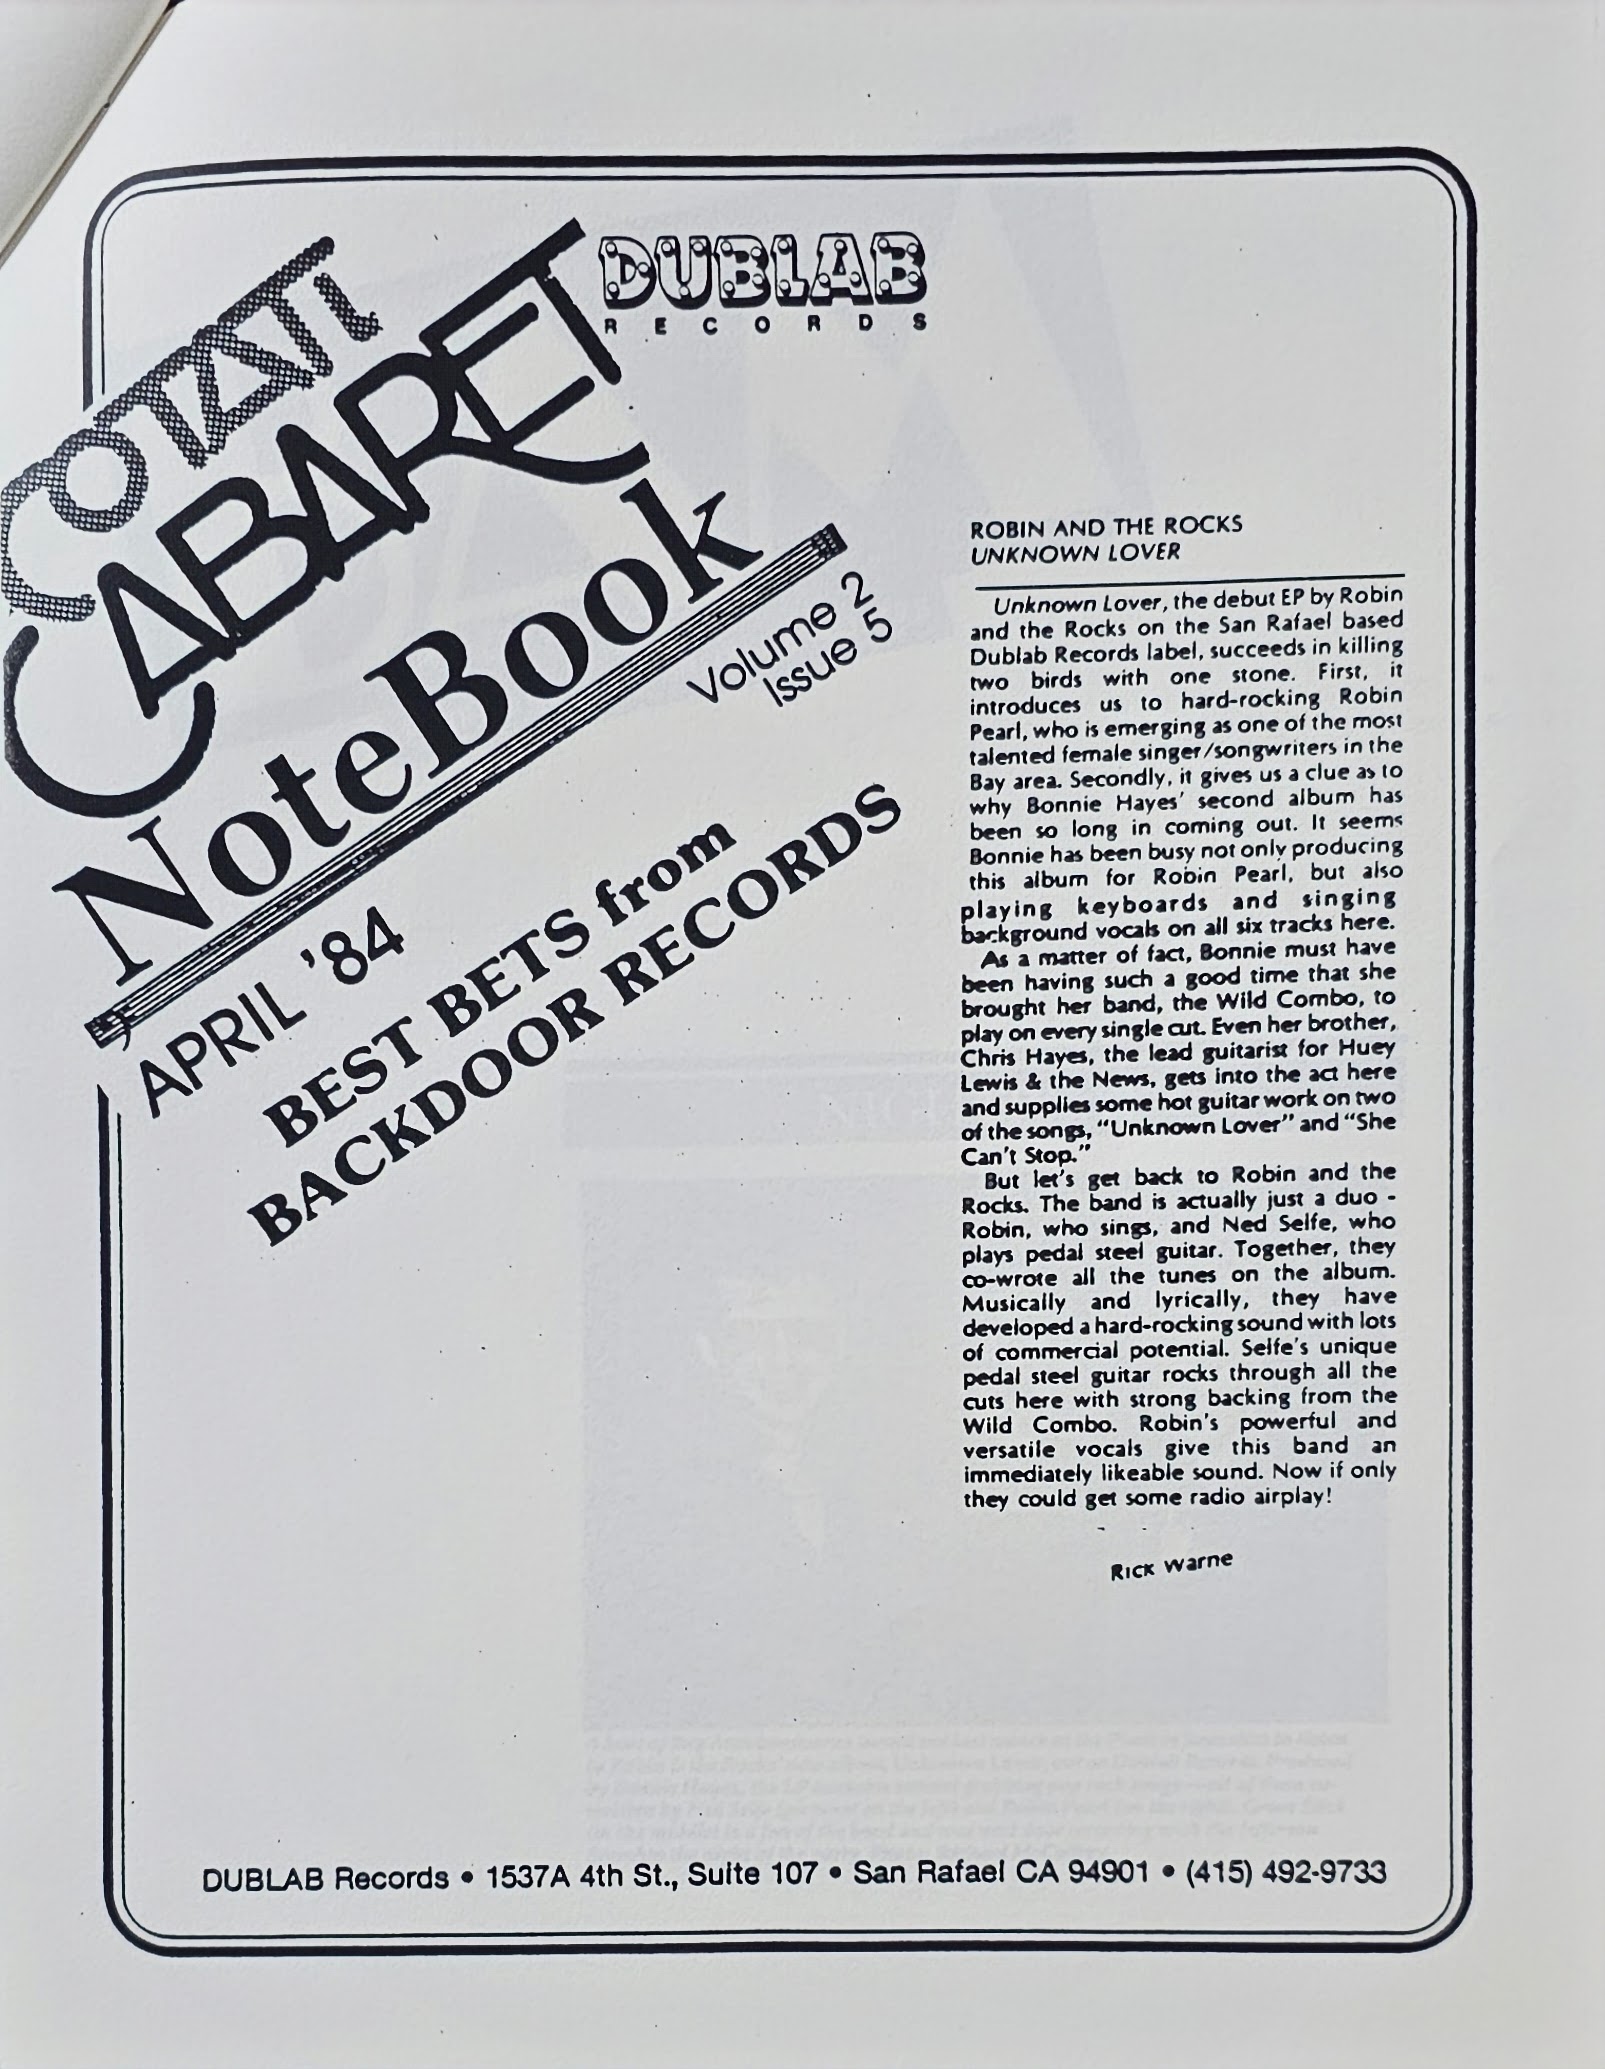 DUBLAB
RECORDS
COTATI
CABARET
NoteBook
Volume 2
Issue 5
APRIL '84
BEST BETS from
BACKDOOR RECORDS
ROBIN AND THE ROCKS
UNKNOWN LOVER
Unknown Lover, the debut EP by Robin
and the Rocks on the San Rafael based
Dublab Records label, succeeds in killing
two birds with one stone. First, it
introduces us to hard-rocking Robin
Pearl, who is emerging as one of the most
talented female singer/songwriters in the
Bay area. Secondly, it gives us a clue as to
why Bonnie Hayes' second album has
been so long in coming out. It seems
Bonnie has been busy not only producing
this album for Robin Pearl, but also
playing keyboards and singing
background vocals on all six tracks here.
As a matter of fact, Bonnie must have
been having such a good time that she
brought her band, the Wild Combo, to
play on every single cut. Even her brother,
Chris Hayes, the lead guitarist for Huey
Lewis & the News, gets into the act here
and supplies some hot guitar work on two
of the songs, "Unknown Lover" and "She
Can't Stop."
But let's get back to Robin and the
Rocks. The band is actually just a duo -
Robin, who sings, and Ned Selfe, who
plays pedal steel guitar. Together, they
co-wrote all the tunes on the album.
Musically and lyrically, they have
developed a hard-rocking sound with lots
of commercial potential. Selfe's unique
pedal steel guitar rocks through all the
cuts here with strong backing from the
Wild Combo. Robin's powerful and
versatile vocals give this band an
immediately likeable sound. Now if only
they could get some radio airplay!
Rick Warne
DUBLAB Records • 1537A 4th St., Suite 107 • San Rafael CA 94901 • (415) 492-9733